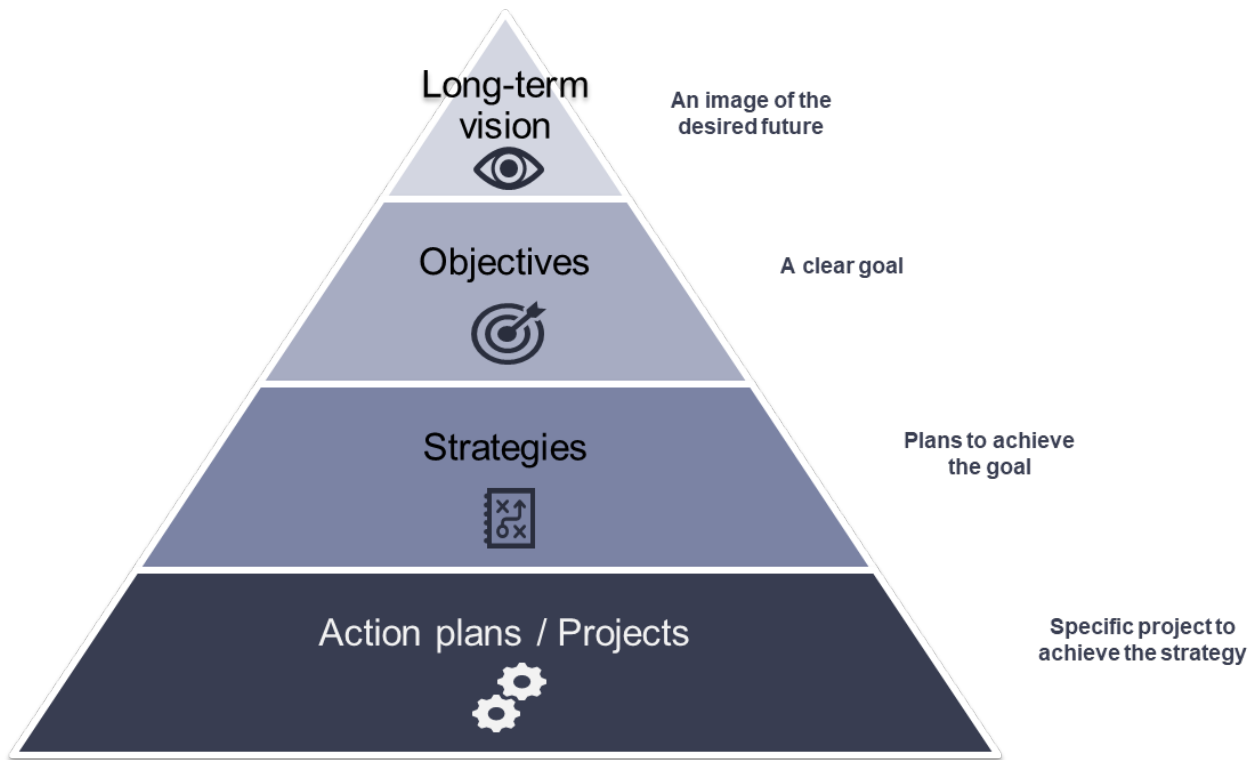 Long-term
vision
An image of the
desired future
Objectives
A clear goal
Strategies
Plans to achieve
the goal
Action plans / Projects
Specific project to
achieve the strategy